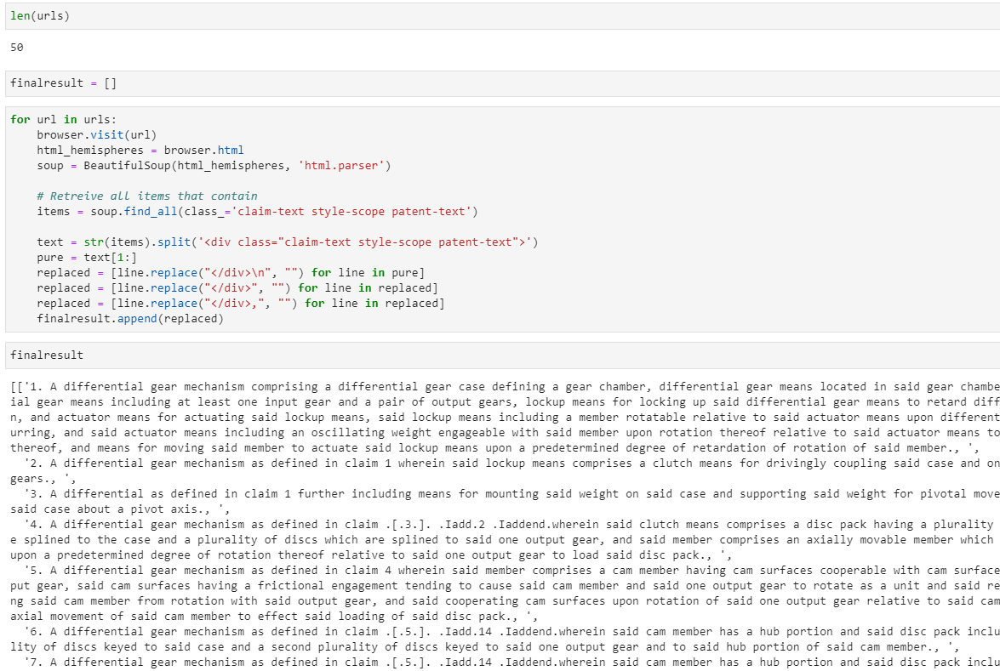 len(urls)
50
finalresult = []
for url in urls:
    browser.visit(url)
    html_hemispheres = browser.html
    soup = BeautifulSoup(html_hemispheres, 'html.parser')
    # Retreive all items that contain
    items = soup.find_all(class_='claim-text style-scope patent-text')
    text = str(items).split('<div class="claim-text style-scope patent-text">')
    pure = text[1:]
    replaced = [line.replace("</div>\n", "") for line in pure]
    replaced = [line.replace("</div>", "") for line in replaced]
    replaced = [line.replace("</div>,", "") for line in replaced]
    finalresult.append(replaced)
finalresult
[['1. A differential gear mechanism comprising a differential gear case defining a gear chamber, differential gear means located in said gear chambe
ial gear means including at least one input gear and a pair of output gears, lockup means for locking up said differential gear means to retard diff
n, and actuator means for actuating said lockup means, said lockup means including a member rotatable relative to said actuator means upon different
urring, and said actuator means including an oscillating weight engageable with said member upon rotation thereof relative to said actuator means to
thereof, and means for moving said member to actuate said lockup means upon a predetermined degree of retardation of rotation of said member., ',
  '2. A differential gear mechanism as defined in claim 1 wherein said lockup means comprises a clutch means for drivingly coupling said case and on
gears., ',
  '3. A differential as defined in claim 1 further including means for mounting said weight on said case and supporting said weight for pivotal move
said case about a pivot axis., ',
  '4. A differential gear mechanism as defined in claim .[.3.]. .Iadd.2 .Iaddend.wherein said clutch means comprises a disc pack having a plurality
e splined to the case and a plurality of discs which are splined to said one output gear, and said member comprises an axially movable member which
upon a predetermined degree of rotation thereof relative to said one output gear to load said disc pack., ',
  '5. A differential gear mechanism as defined in claim 4 wherein said member comprises a cam member having cam surfaces cooperable with cam surface
put gear, said cam surfaces having a frictional engagement tending to cause said cam member and said one output gear to rotate as a unit and said re
ng said cam member from rotation with said output gear, and said cooperating cam surfaces upon rotation of said one output gear relative to said cam
axial movement of said cam member to effect said loading of said disc pack., ',
  '6. A differential gear mechanism as defined in claim .[.5.]. .Iadd.14 .Iaddend.wherein said cam member has a hub portion and said disc pack inclu
lity of discs keyed to said case and a second plurality of discs keyed to said one output gear and to said hub portion of said cam member., ',
  '7. A differential gear mechanism as defined in claim .[.5.]. .Iadd.14 .Iaddend.wherein said cam member has a hub portion and said disc pack inclu